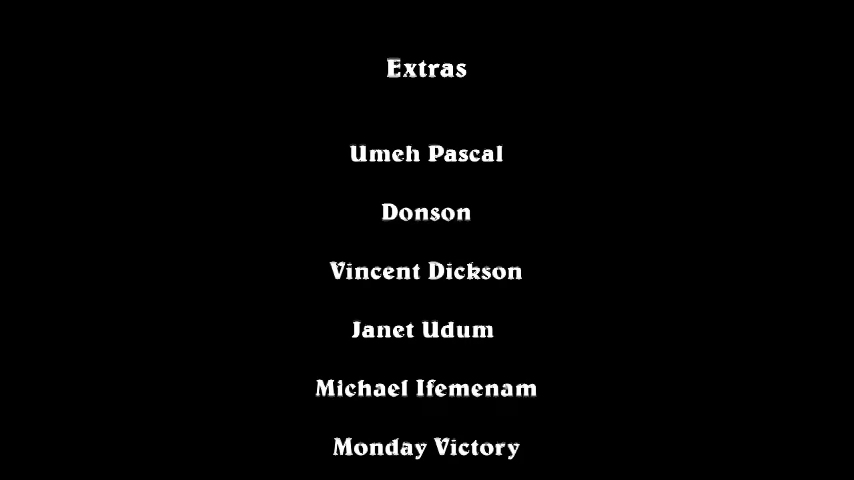 Extras
Umeh Pascal
Donson
Vincent Dickson
Janet Udum
Michael Ifemenam
Monday Victory